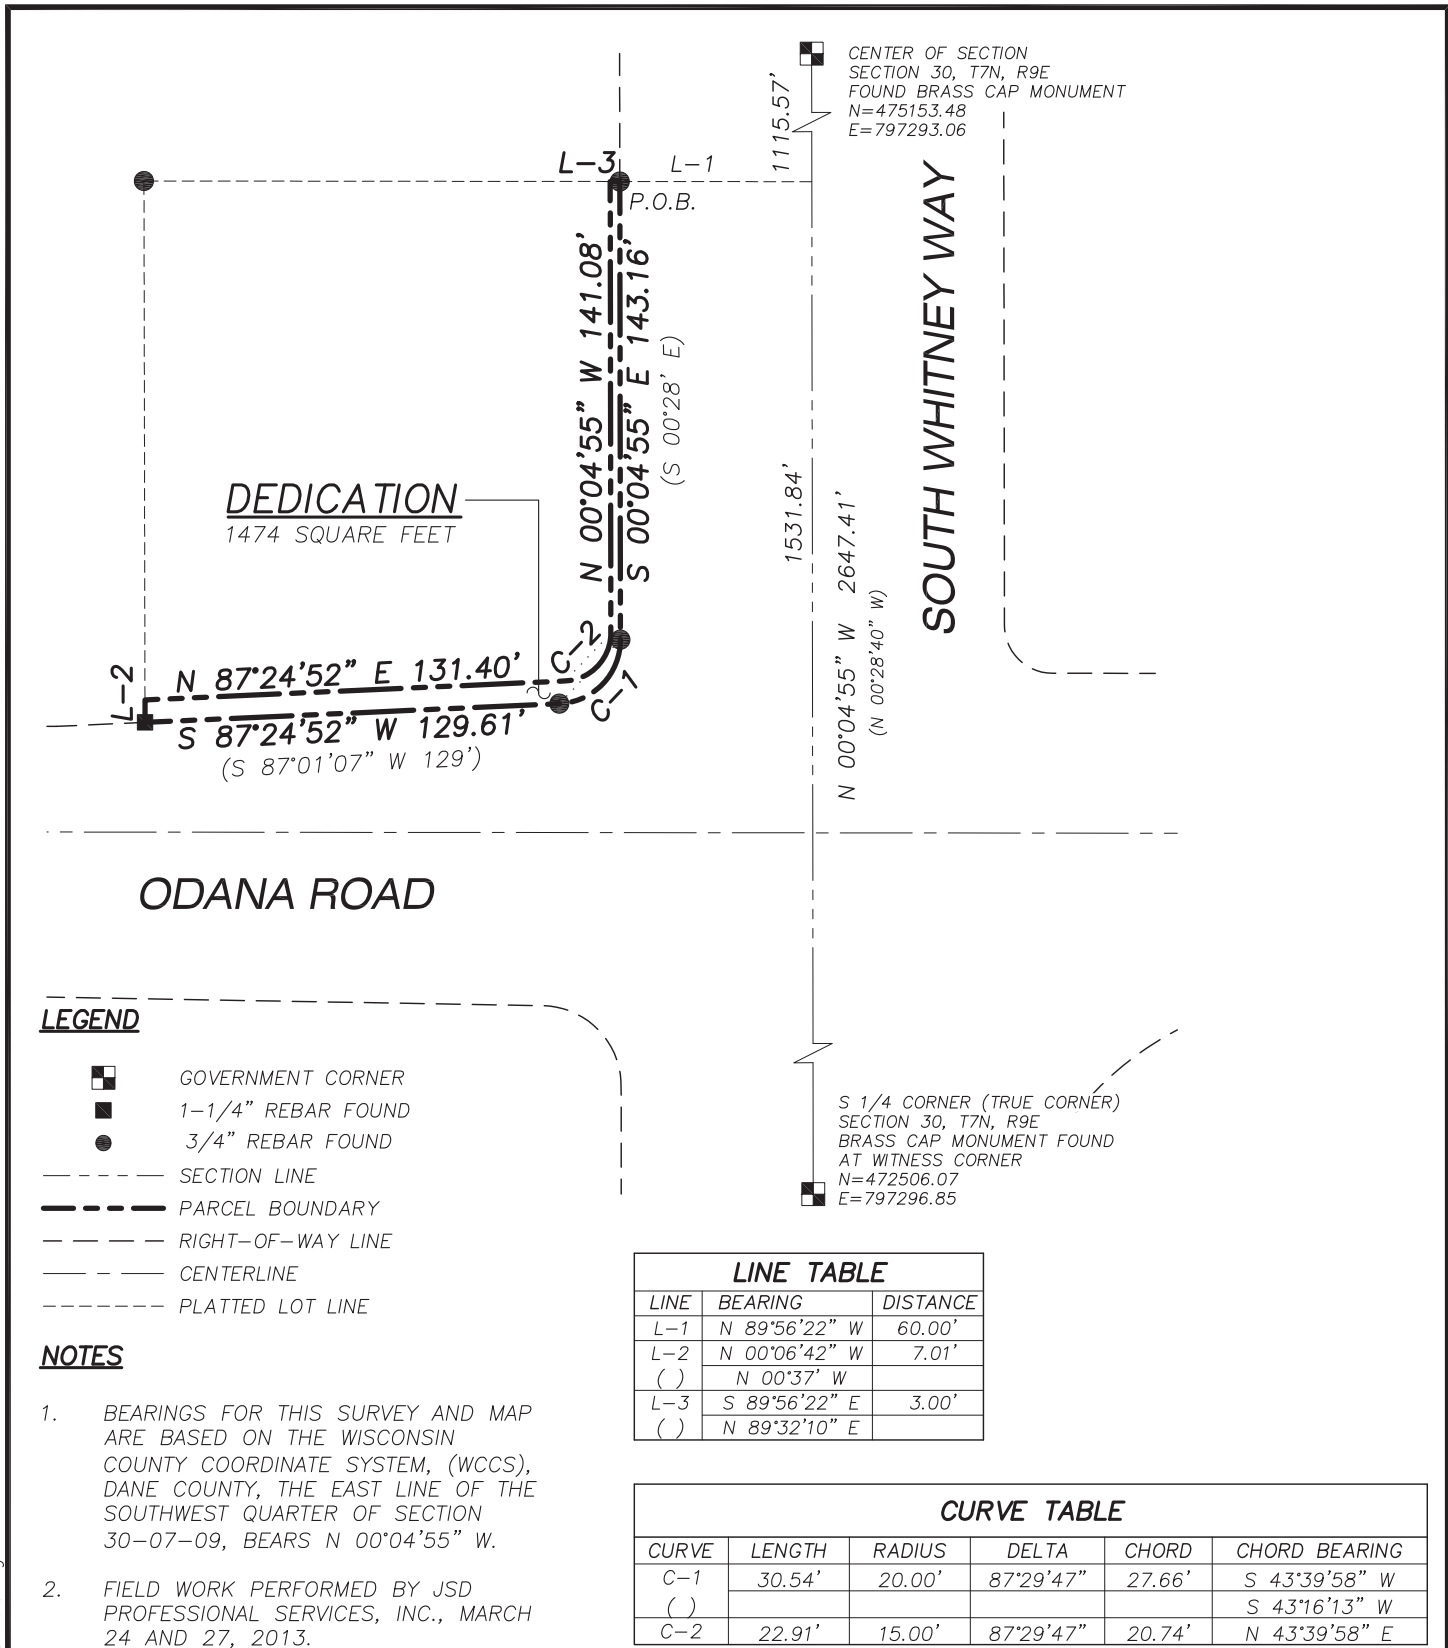 CENTER OF SECTION
SECTION 30, T7N, R9E
FOUND BRASS CAP MONUMENT
N=475153.48
E=797293.06
1115.57'
L-3
L-1
P.O.B.
N 00°04'55" W 141.08'
S 00°04'55" E 143.16'
(S 00°28' E)
SOUTH WHITNEY WAY
DEDICATION
1474 SQUARE FEET
1531.84'
N 00°04'55" W 2647.41'
(N 00°28'40" W)
C-2
C-1
L-2
N 87°24'52" E 131.40'
S 87°24'52" W 129.61'
(S 87°01'07" W 129')
ODANA ROAD
LEGEND
GOVERNMENT CORNER
1-1/4" REBAR FOUND
3/4" REBAR FOUND
SECTION LINE
PARCEL BOUNDARY
RIGHT-OF-WAY LINE
CENTERLINE
PLATTED LOT LINE
S 1/4 CORNER (TRUE CORNER)
SECTION 30, T7N, R9E
BRASS CAP MONUMENT FOUND
AT WITNESS CORNER
N=472506.07
E=797296.85
NOTES
1. BEARINGS FOR THIS SURVEY AND MAP
ARE BASED ON THE WISCONSIN
COUNTY COORDINATE SYSTEM, (WCCS),
DANE COUNTY, THE EAST LINE OF THE
SOUTHWEST QUARTER OF SECTION
30-07-09, BEARS N 00°04'55" W.
2. FIELD WORK PERFORMED BY JSD
PROFESSIONAL SERVICES, INC., MARCH
24 AND 27, 2013.
LINE TABLE
LINE BEARING DISTANCE
L-1 N 89°56'22" W 60.00'
L-2 N 00°06'42" W 7.01'
( ) N 00°37' W
L-3 S 89°56'22" E 3.00'
( ) N 89°32'10" E
CURVE TABLE
CURVE LENGTH RADIUS DELTA CHORD CHORD BEARING
C-1 30.54' 20.00' 87°29'47" 27.66' S 43°39'58" W
( ) S 43°16'13" W
C-2 22.91' 15.00' 87°29'47" 20.74' N 43°39'58" E